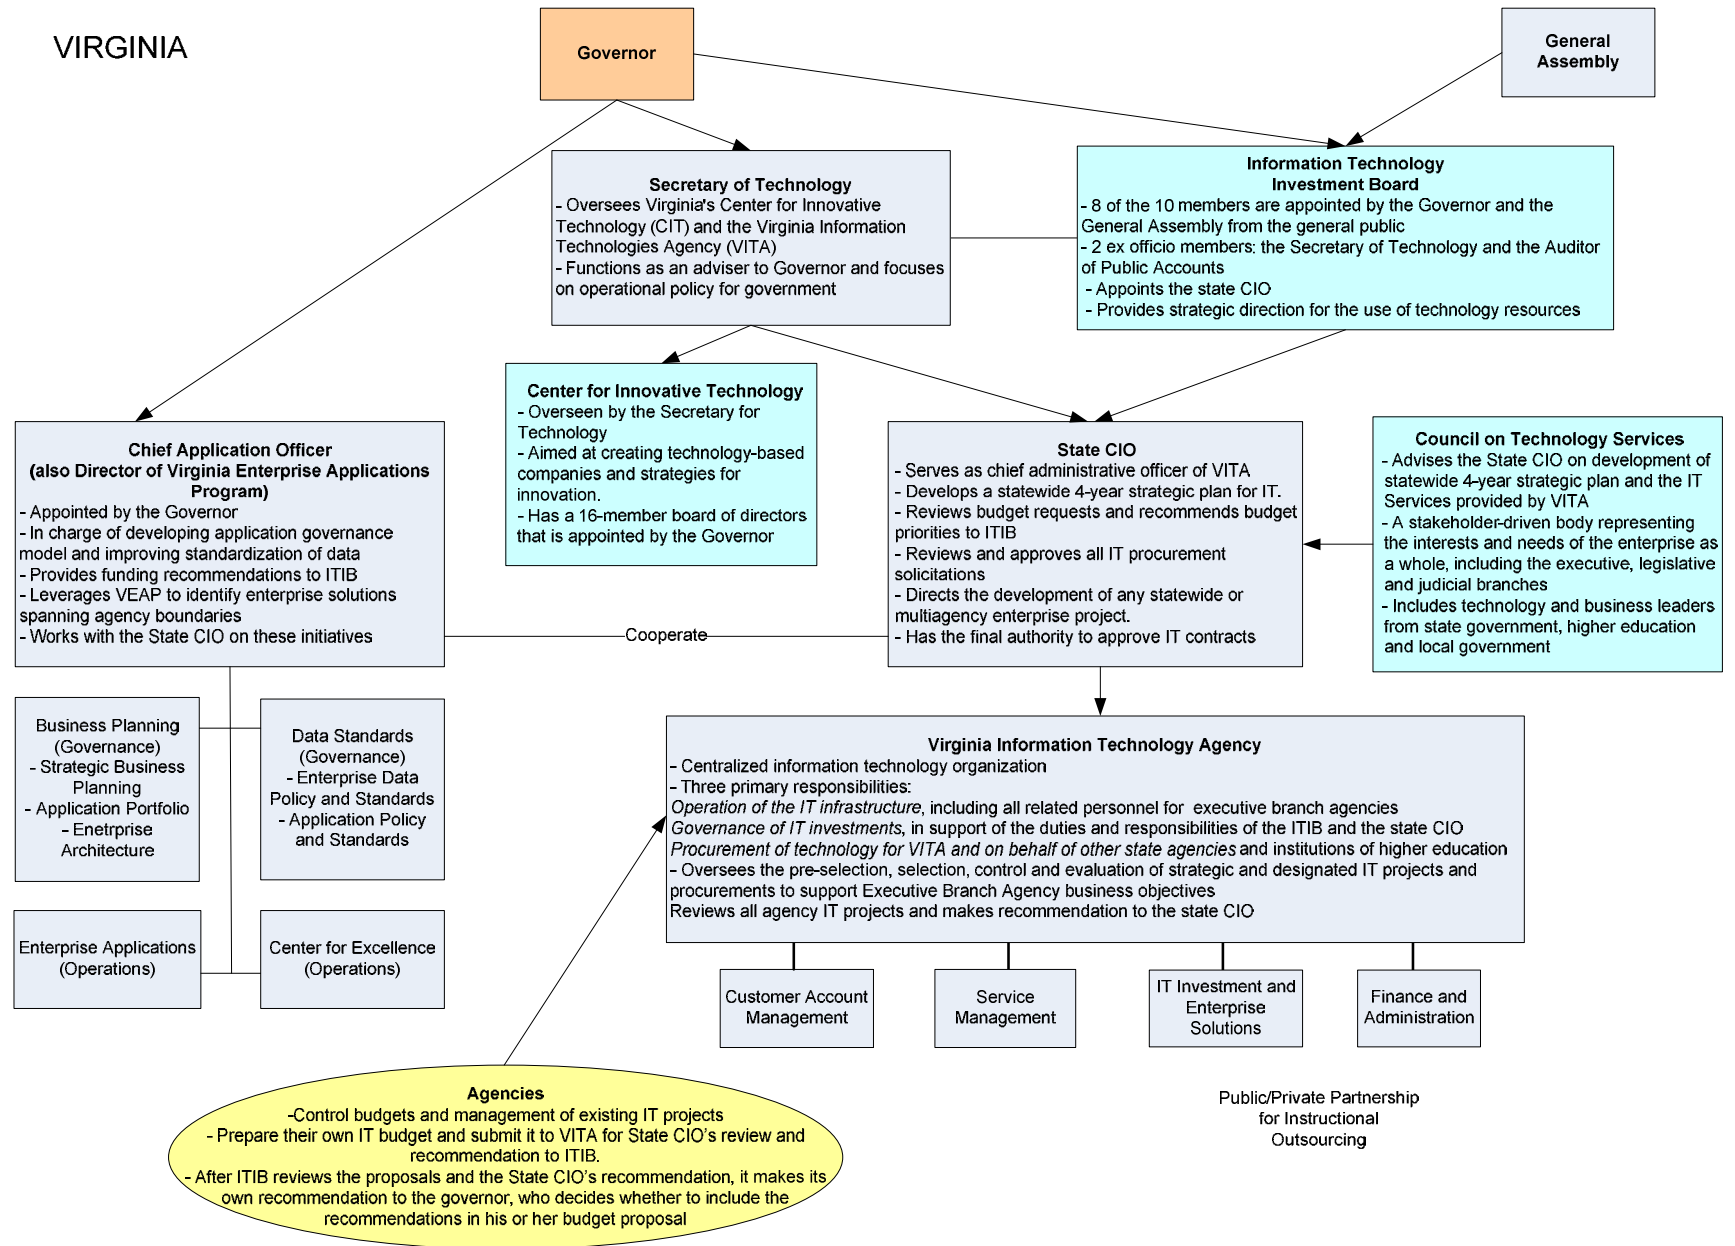 VIRGINIA
Governor
General
Assembly
Secretary of Technology
- Oversees Virginia's Center for Innovative
Technology (CIT) and the Virginia Information
Technologies Agency (VITA)
- Functions as an adviser to Governor and focuses
on operational policy for government
Information Technology
Investment Board
- 8 of the 10 members are appointed by the Governor and the
General Assembly from the general public
- 2 ex officio members: the Secretary of Technology and the Auditor
of Public Accounts
- Appoints the state CIO
- Provides strategic direction for the use of technology resources
Center for Innovative Technology
- Overseen by the Secretary for
Technology
- Aimed at creating technology-based
companies and strategies for
innovation.
- Has a 16-member board of directors
that is appointed by the Governor
Chief Application Officer
(also Director of Virginia Enterprise Applications
Program)
- Appointed by the Governor
- In charge of developing application governance
model and improving standardization of data
- Provides funding recommendations to ITIB
- Leverages VEAP to identify enterprise solutions
spanning agency boundaries
- Works with the State CIO on these initiatives
Cooperate
State CIO
- Serves as chief administrative officer of VITA
- Develops a statewide 4-year strategic plan for IT.
- Reviews budget requests and recommends budget
priorities to ITIB
- Reviews and approves all IT procurement
solicitations
- Directs the development of any statewide or
multiagency enterprise project.
- Has the final authority to approve IT contracts
Council on Technology Services
- Advises the State CIO on development of
statewide 4-year strategic plan and the IT
Services provided by VITA
- A stakeholder-driven body representing
the interests and needs of the enterprise as
a whole, including the executive, legislative
and judicial branches
- Includes technology and business leaders
from state government, higher education
and local government
Business Planning
(Governance)
- Strategic Business
Planning
- Application Portfolio
- Enetrprise
Architecture
Data Standards
(Governance)
- Enterprise Data
Policy and Standards
- Application Policy
and Standards
Enterprise Applications
(Operations)
Center for Excellence
(Operations)
Virginia Information Technology Agency
- Centralized information technology organization
- Three primary responsibilities:
Operation of the IT infrastructure, including all related personnel for executive branch agencies
Governance of IT investments, in support of the duties and responsibilities of the ITIB and the state CIO
Procurement of technology for VITA and on behalf of other state agencies and institutions of higher education
- Oversees the pre-selection, selection, control and evaluation of strategic and designated IT projects and
procurements to support Executive Branch Agency business objectives
Reviews all agency IT projects and makes recommendation to the state CIO
Customer Account
Management
Service
Management
IT Investment and
Enterprise
Solutions
Finance and
Administration
Agencies
-Control budgets and management of existing IT projects
- Prepare their own IT budget and submit it to VITA for State CIO's review and
recommendation to ITIB.
- After ITIB reviews the proposals and the State CIO's recommendation, it makes its
own recommendation to the governor, who decides whether to include the
recommendations in his or her budget proposal
Public/Private Partnership
for Instructional
Outsourcing